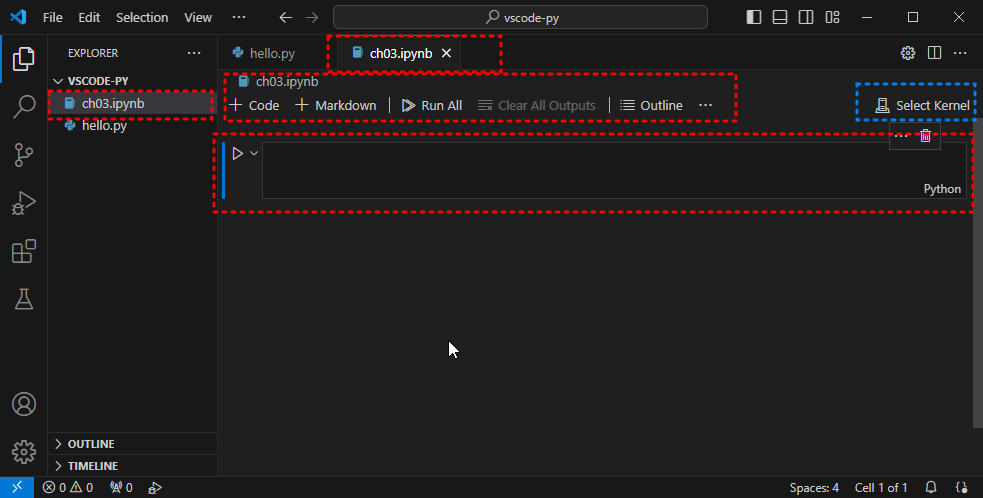 File Edit Selection View ··· vscode-py
EXPLORER ···
hello.py ch03.ipynb
VSCODE-PY
ch03.ipynb
hello.py
ch03.ipynb
Code Markdown Run All Clear All Outputs Outline ··· Select Kernel
Python
OUTLINE
TIMELINE
0 0 0 Spaces: 4 Cell 1 of 1